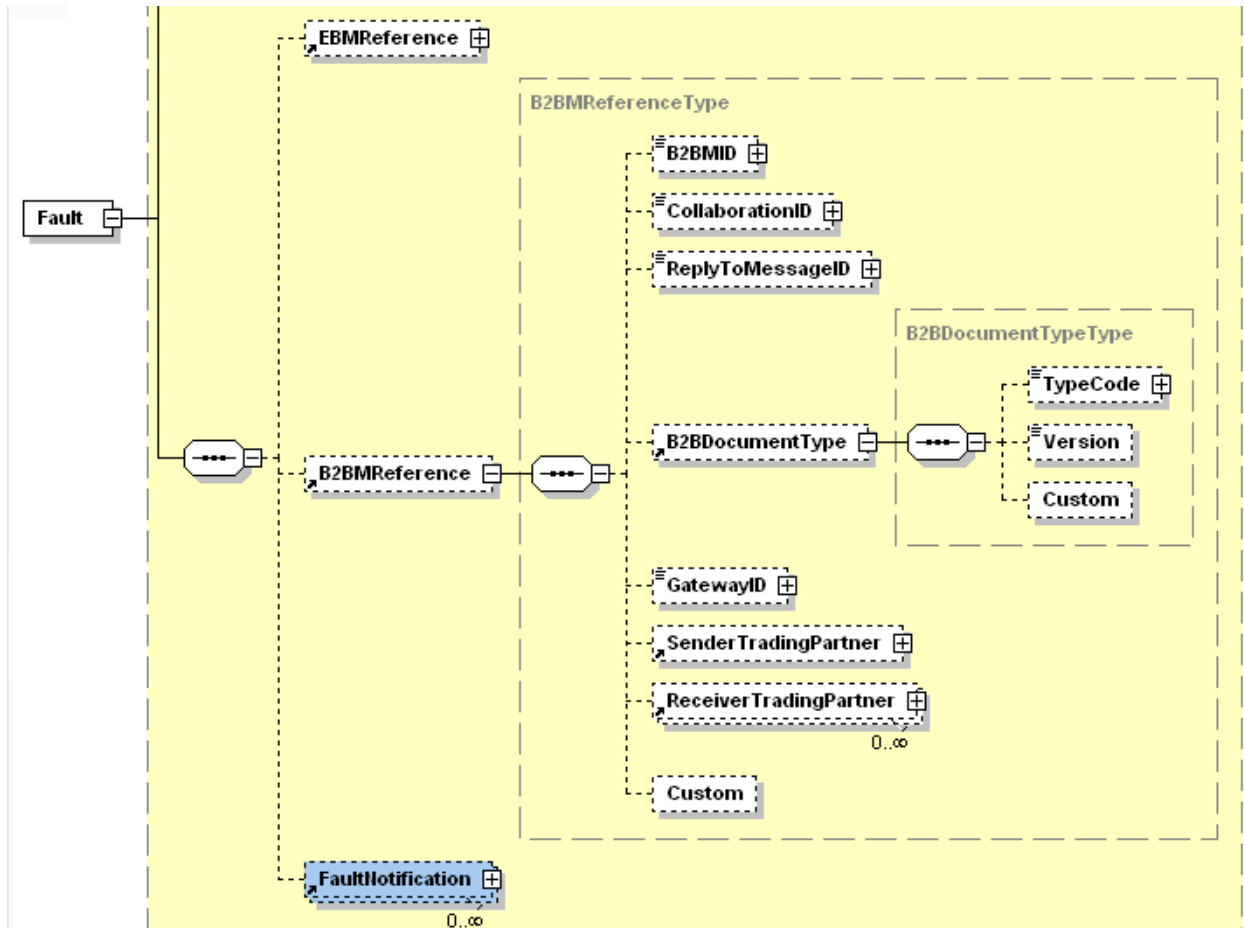 EBMReference
B2BMReferenceType
B2BMID
CollaborationID
Fault
ReplyToMessageID
B2BDocumentTypeType
TypeCode
B2BDocumentType
Version
B2BMReference
Custom
GatewayID
SenderTradingPartner
ReceiverTradingPartner
0..∞
Custom
FaultNotification
0..∞